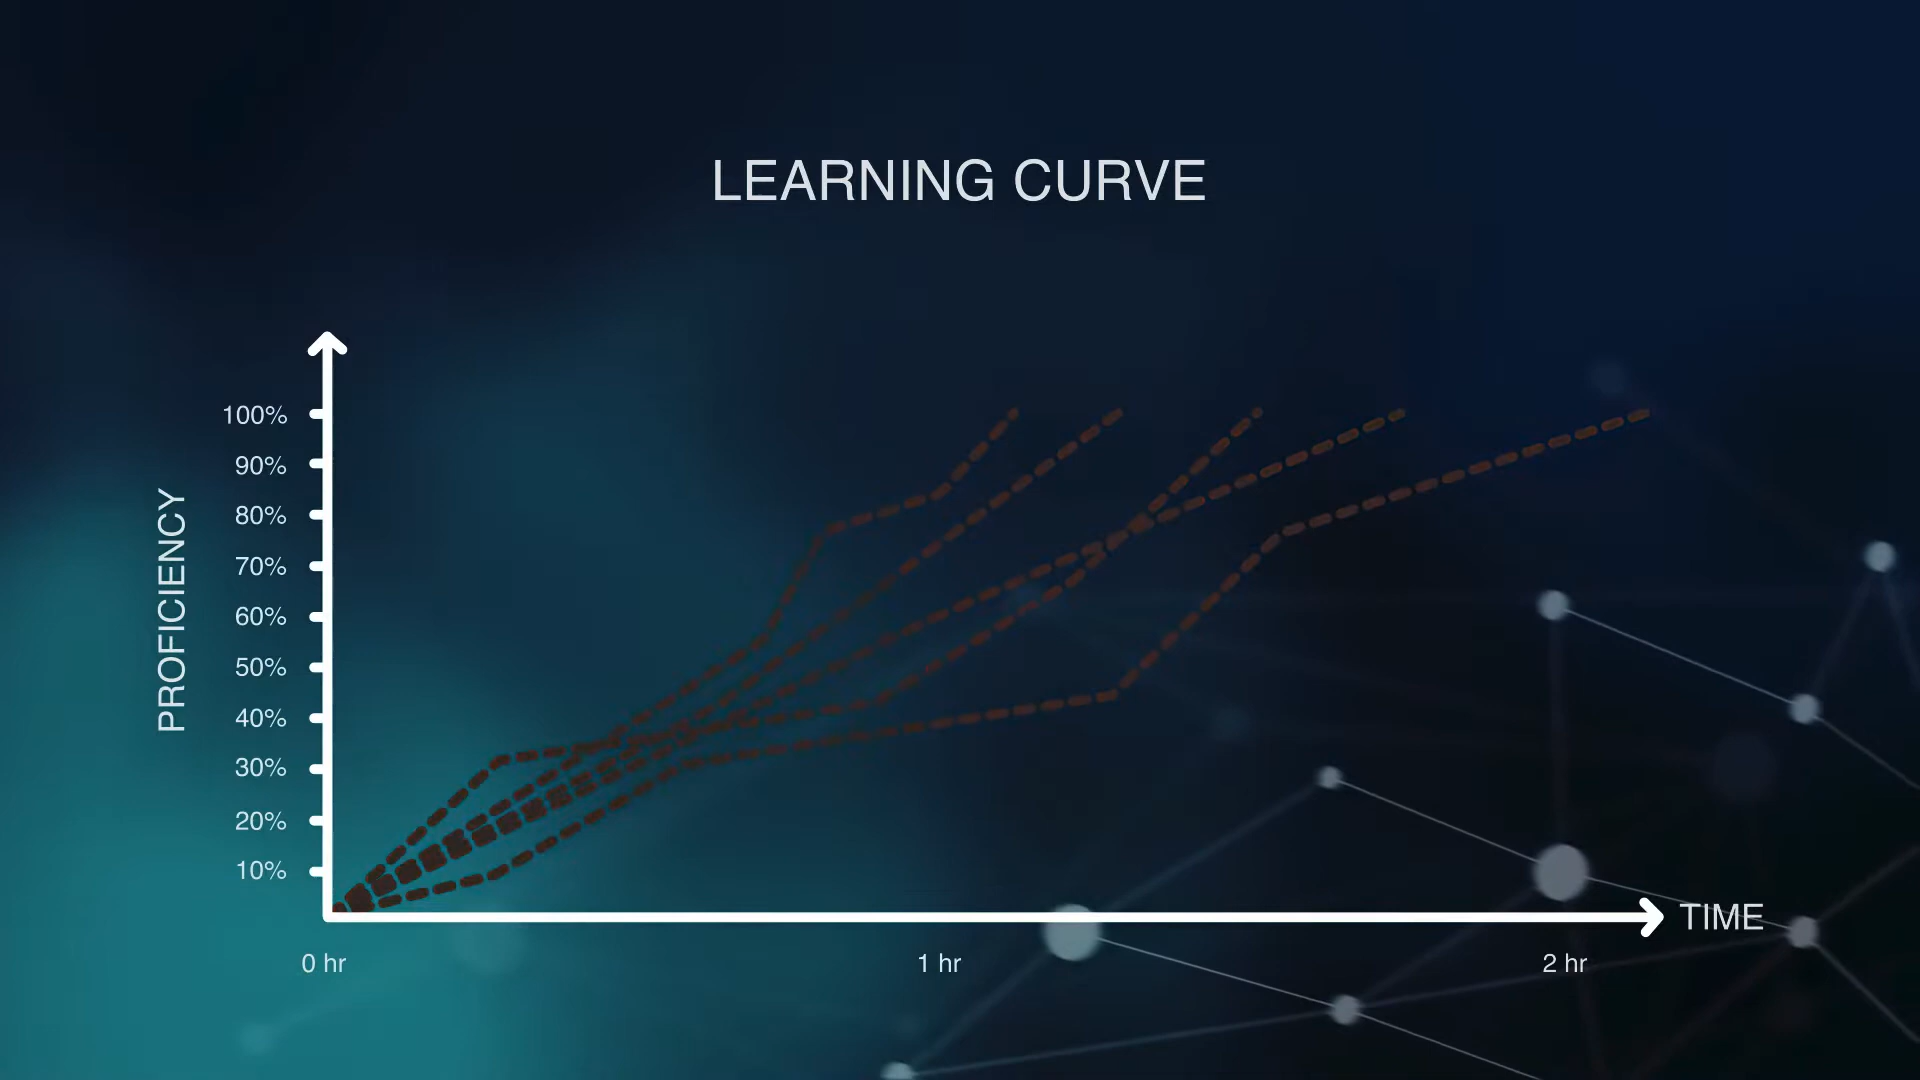 LEARNING CURVE
PROFICIENCY
100%
90%
80%
70%
60%
50%
40%
30%
20%
10%
0 hr
1 hr
2 hr
TIME